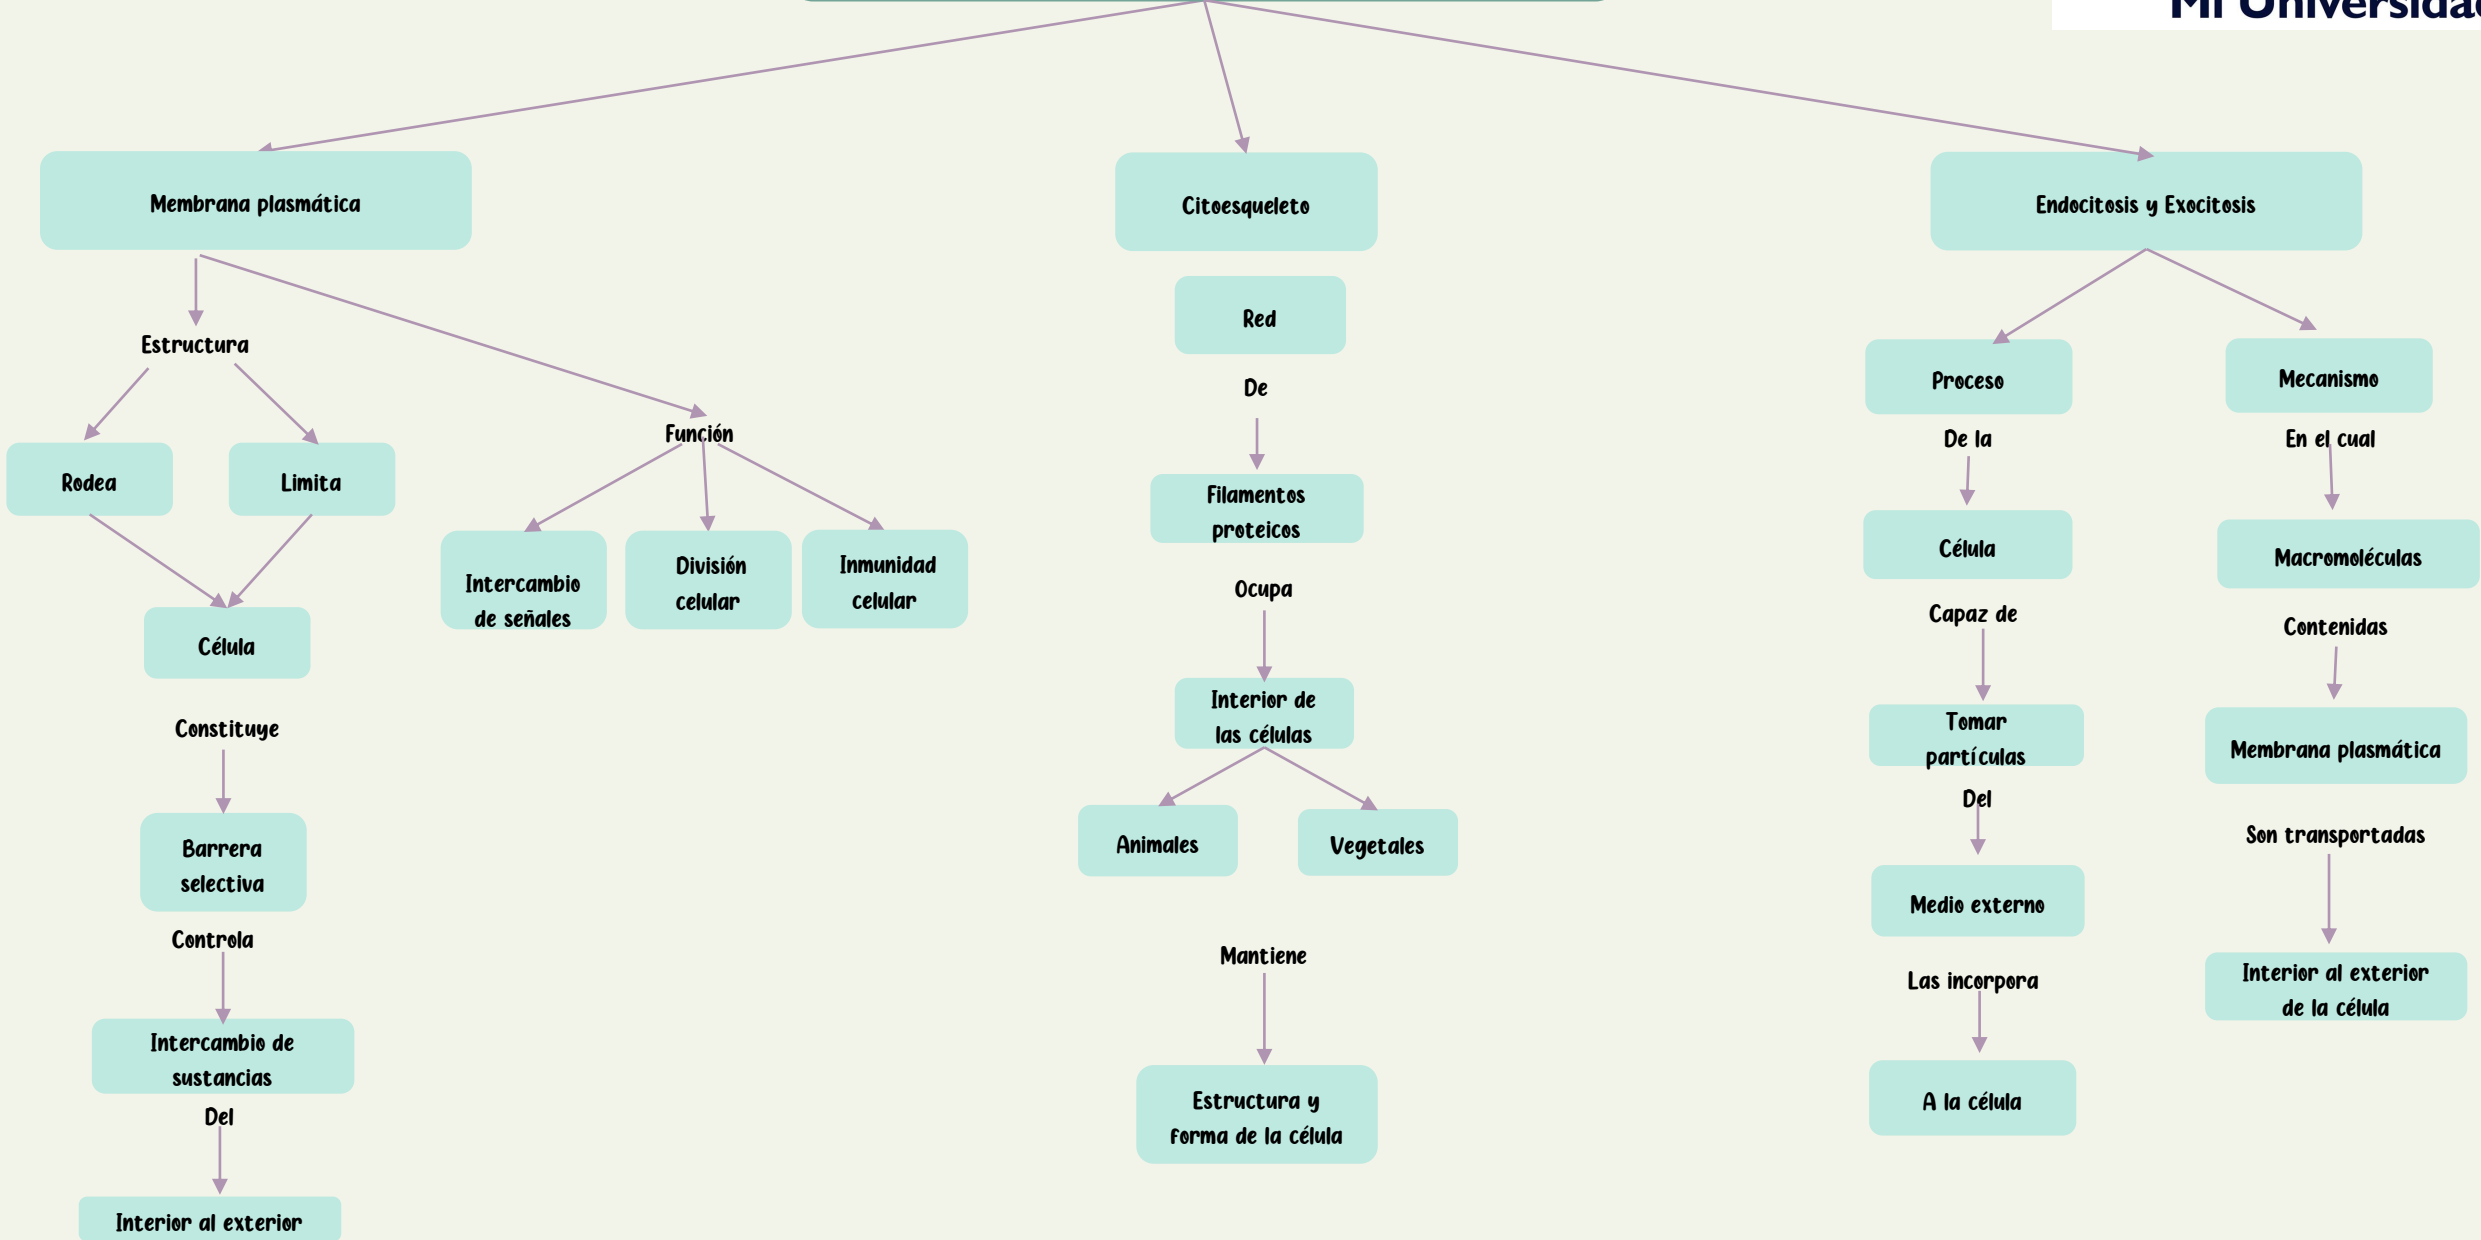 Mi Universidad
Membrana plasmática
Citoesqueleto
Endocitosis y Exocitosis
Estructura
Rodea
Limita
Célula
Constituye
Barrera
selectiva
Controla
Intercambio de
sustancias
Del
Interior al exterior
Función
Intercambio
de señales
División
celular
Inmunidad
celular
Red
De
Filamentos
proteicos
Ocupa
Interior de
las células
Animales
Vegetales
Mantiene
Estructura y
forma de la célula
Proceso
De la
Célula
Capaz de
Tomar
partículas
Del
Medio externo
Las incorpora
A la célula
Mecanismo
En el cual
Macromoléculas
Contenidas
Membrana plasmática
Son transportadas
Interior al exterior
de la célula